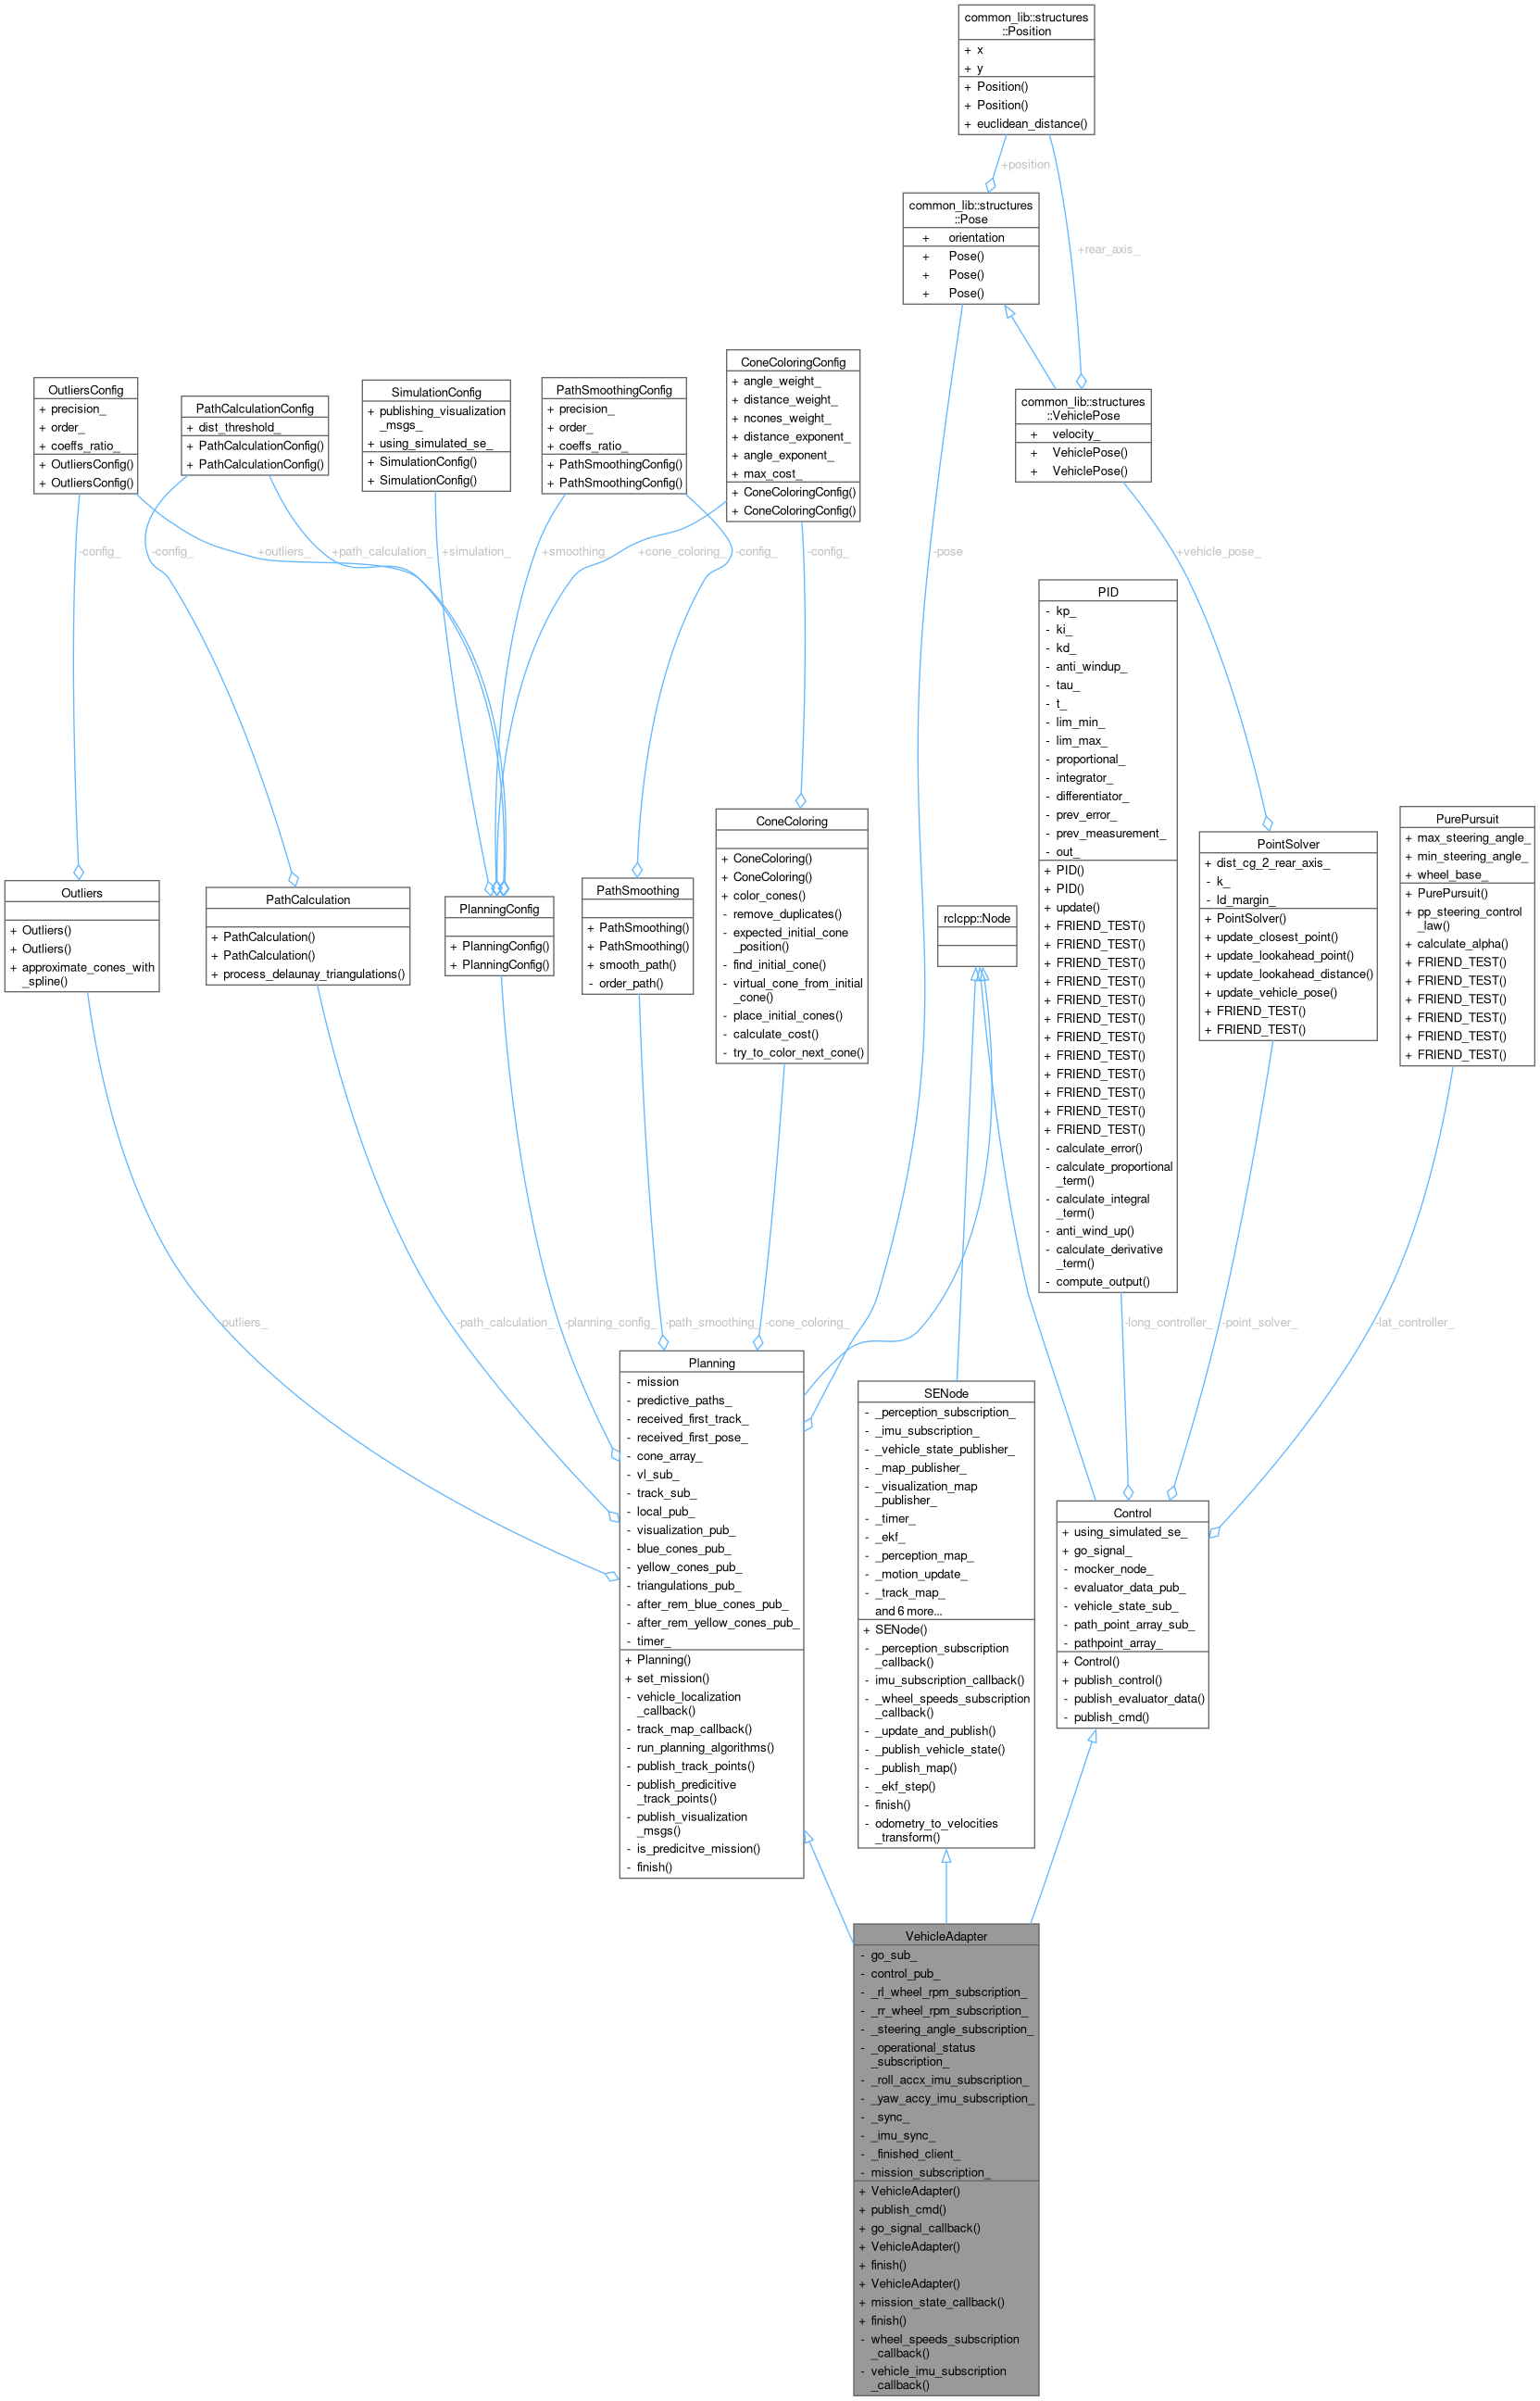 common_lib::structures
::Position
+ x
+ y
+ Position()
+ Position()
+ euclidean_distance()
+position
common_lib::structures
::Pose
+ orientation
+ Pose()
+ Pose()
+ Pose()
+rear_axis_
common_lib::structures
::VehiclePose
+ velocity_
+ VehiclePose()
+ VehiclePose()
OutliersConfig
+ precision_
+ order_
+ coeffs_ratio_
+ OutliersConfig()
+ OutliersConfig()
PathCalculationConfig
+ dist_threshold_
+ PathCalculationConfig()
+ PathCalculationConfig()
SimulationConfig
+ publishing_visualization
_msgs_
+ using_simulated_se_
+ SimulationConfig()
+ SimulationConfig()
PathSmoothingConfig
+ precision_
+ order_
+ coeffs_ratio_
+ PathSmoothingConfig()
+ PathSmoothingConfig()
ConeColoringConfig
+ angle_weight_
+ distance_weight_
+ ncones_weight_
+ distance_exponent_
+ angle_exponent_
+ max_cost_
+ ConeColoringConfig()
+ ConeColoringConfig()
-config_
-config_
+outliers_
+path_calculation_
+simulation_
+smoothing_
+cone_coloring_
-config_
-config_
-pose
+vehicle_pose_
PID
- kp_
- ki_
- kd_
- anti_windup_
- tau_
- t_
- lim_min_
- lim_max_
- proportional_
- integrator_
- differentiator_
- prev_error_
- prev_measurement_
- out_
+ PID()
+ PID()
+ update()
+ FRIEND_TEST()
+ FRIEND_TEST()
+ FRIEND_TEST()
+ FRIEND_TEST()
+ FRIEND_TEST()
+ FRIEND_TEST()
+ FRIEND_TEST()
+ FRIEND_TEST()
+ FRIEND_TEST()
+ FRIEND_TEST()
+ FRIEND_TEST()
+ FRIEND_TEST()
- calculate_error()
- calculate_proportional
_term()
- calculate_integral
_term()
- anti_wind_up()
- calculate_derivative
_term()
- compute_output()
Outliers
+ Outliers()
+ Outliers()
+ approximate_cones_with
_spline()
PathCalculation
+ PathCalculation()
+ PathCalculation()
+ process_delaunay_triangulations()
PlanningConfig
+ PlanningConfig()
+ PlanningConfig()
PathSmoothing
+ PathSmoothing()
+ PathSmoothing()
+ smooth_path()
- order_path()
ConeColoring
+ ConeColoring()
+ ConeColoring()
+ color_cones()
- remove_duplicates()
- expected_initial_cone
_position()
- find_initial_cone()
- virtual_cone_from_initial
_cone()
- place_initial_cones()
- calculate_cost()
- try_to_color_next_cone()
rclcpp::Node
PointSolver
+ dist_cg_2_rear_axis_
- k_
- ld_margin_
+ PointSolver()
+ update_closest_point()
+ update_lookahead_point()
+ update_lookahead_distance()
+ update_vehicle_pose()
+ FRIEND_TEST()
+ FRIEND_TEST()
PurePursuit
+ max_steering_angle_
+ min_steering_angle_
+ wheel_base_
+ PurePursuit()
+ pp_steering_control
_law()
+ calculate_alpha()
+ FRIEND_TEST()
+ FRIEND_TEST()
+ FRIEND_TEST()
+ FRIEND_TEST()
+ FRIEND_TEST()
+ FRIEND_TEST()
-outliers_
-path_calculation_
-planning_config_
-path_smoothing_
-cone_coloring_
-long_controller_
-point_solver_
-lat_controller_
Planning
- mission
- predictive_paths_
- received_first_track_
- received_first_pose_
- cone_array_
- vl_sub_
- track_sub_
- local_pub_
- visualization_pub_
- blue_cones_pub_
- yellow_cones_pub_
- triangulations_pub_
- after_rem_blue_cones_pub_
- after_rem_yellow_cones_pub_
- timer_
+ Planning()
+ set_mission()
- vehicle_localization
_callback()
- track_map_callback()
- run_planning_algorithms()
- publish_track_points()
- publish_predicitive
_track_points()
- publish_visualization
_msgs()
- is_predicitve_mission()
- finish()
SENode
- _perception_subscription_
- _imu_subscription_
- _vehicle_state_publisher_
- _map_publisher_
- _visualization_map
_publisher_
- _timer_
- _ekf_
- _perception_map_
- _motion_update_
- _track_map_
and 6 more...
+ SENode()
- _perception_subscription
_callback()
- imu_subscription_callback()
- _wheel_speeds_subscription
_callback()
- _update_and_publish()
- _publish_vehicle_state()
- _publish_map()
- _ekf_step()
- finish()
- odometry_to_velocities
_transform()
Control
+ using_simulated_se_
+ go_signal_
- mocker_node_
- evaluator_data_pub_
- vehicle_state_sub_
- path_point_array_sub_
- pathpoint_array_
+ Control()
+ publish_control()
- publish_evaluator_data()
- publish_cmd()
VehicleAdapter
- go_sub_
- control_pub_
- _rl_wheel_rpm_subscription_
- _rr_wheel_rpm_subscription_
- _steering_angle_subscription_
- _operational_status
_subscription_
- _roll_accx_imu_subscription_
- _yaw_accy_imu_subscription_
- _sync_
- _imu_sync_
- _finished_client_
- mission_subscription_
+ VehicleAdapter()
+ publish_cmd()
+ go_signal_callback()
+ VehicleAdapter()
+ finish()
+ VehicleAdapter()
+ mission_state_callback()
+ finish()
- wheel_speeds_subscription
_callback()
- vehicle_imu_subscription
_callback()